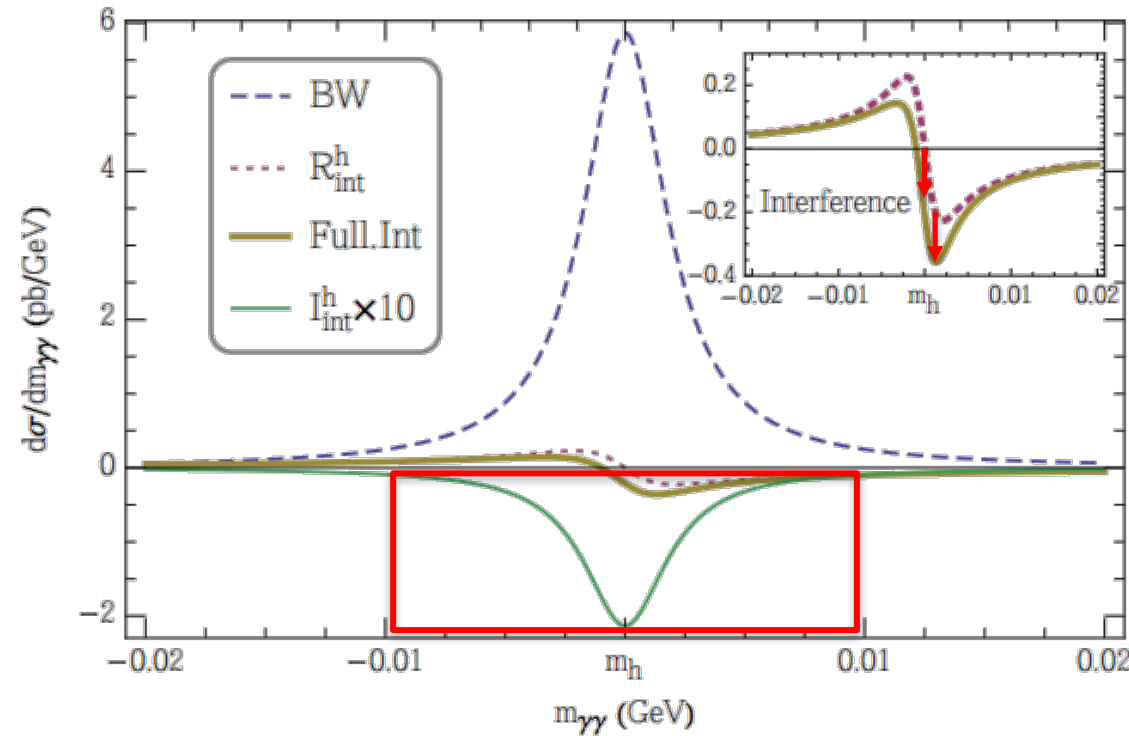 6
4
2
0
−2
dσ/dmγγ (pb/GeV)
BW
R^h_int
Full.Int
I^h_int×10
0.2
0.0
−0.2
−0.4
Interference
−0.02 −0.01 m_h 0.01 0.02
−0.02 −0.01 m_h 0.01 0.02
mγγ (GeV)